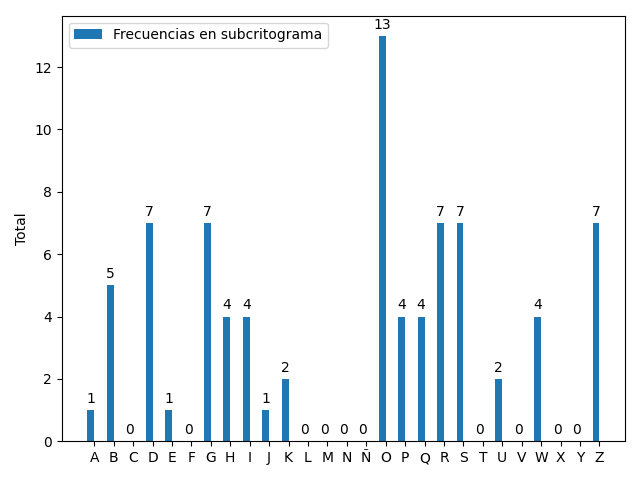 Frecuencias en subcritograma
Total
12
10
8
6
4
2
0
1 5 0 7 1 0 7 4 4 1 2 0 0 0 0 13 4 4 7 7 0 2 0 4 0 0 7
A B C D E F G H I J K L M N Ñ O P Q R S T U V W X Y Z